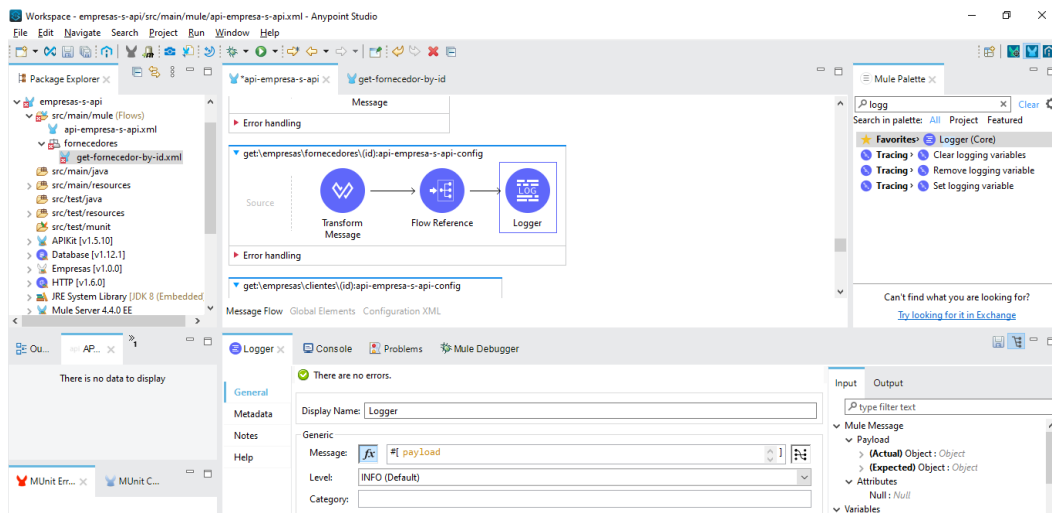 Workspace - empresas-s-api/src/main/mule/api-empresa-s-api.xml - Anypoint Studio
File Edit Navigate Search Project Run Window Help
Package Explorer
empresas-s-api
src/main/mule (Flows)
api-empresa-s-api.xml
fornecedores
get-fornecedor-by-id.xml
src/main/java
src/main/resources
src/test/java
src/test/resources
src/test/munit
APIKit [v1.5.10]
Database [v1.12.1]
Empresas [v1.0.0]
HTTP [v1.6.0]
JRE System Library [JDK 8 (Embedded
Mule Server 4.4.0 EE
*api-empresa-s-api
get-fornecedor-by-id
Message
Error handling
get:\empresas\fornecedores\(id):api-empresa-s-api-config
Source
Transform Message
Flow Reference
LOG
Logger
Error handling
get:\empresas\clientes\(id):api-empresa-s-api-config
Message Flow Global Elements Configuration XML
Mule Palette
logg
Clear
Search in palette: All Project Featured
Favorites> Logger (Core)
Tracing > Clear logging variables
Tracing > Remove logging variable
Tracing > Set logging variable
Can't find what you are looking for?
Try looking for it in Exchange
Ou...
AP...
1
There is no data to display
MUnit Err...
MUnit C...
Logger
Console
Problems
Mule Debugger
There are no errors.
General
Metadata
Notes
Help
Display Name: Logger
Generic
Message: fx #[ payload ]
Level: INFO (Default)
Category:
Input Output
type filter text
Mule Message
Payload
(Actual) Object : Object
(Expected) Object : Object
Attributes
Null : Null
Variables